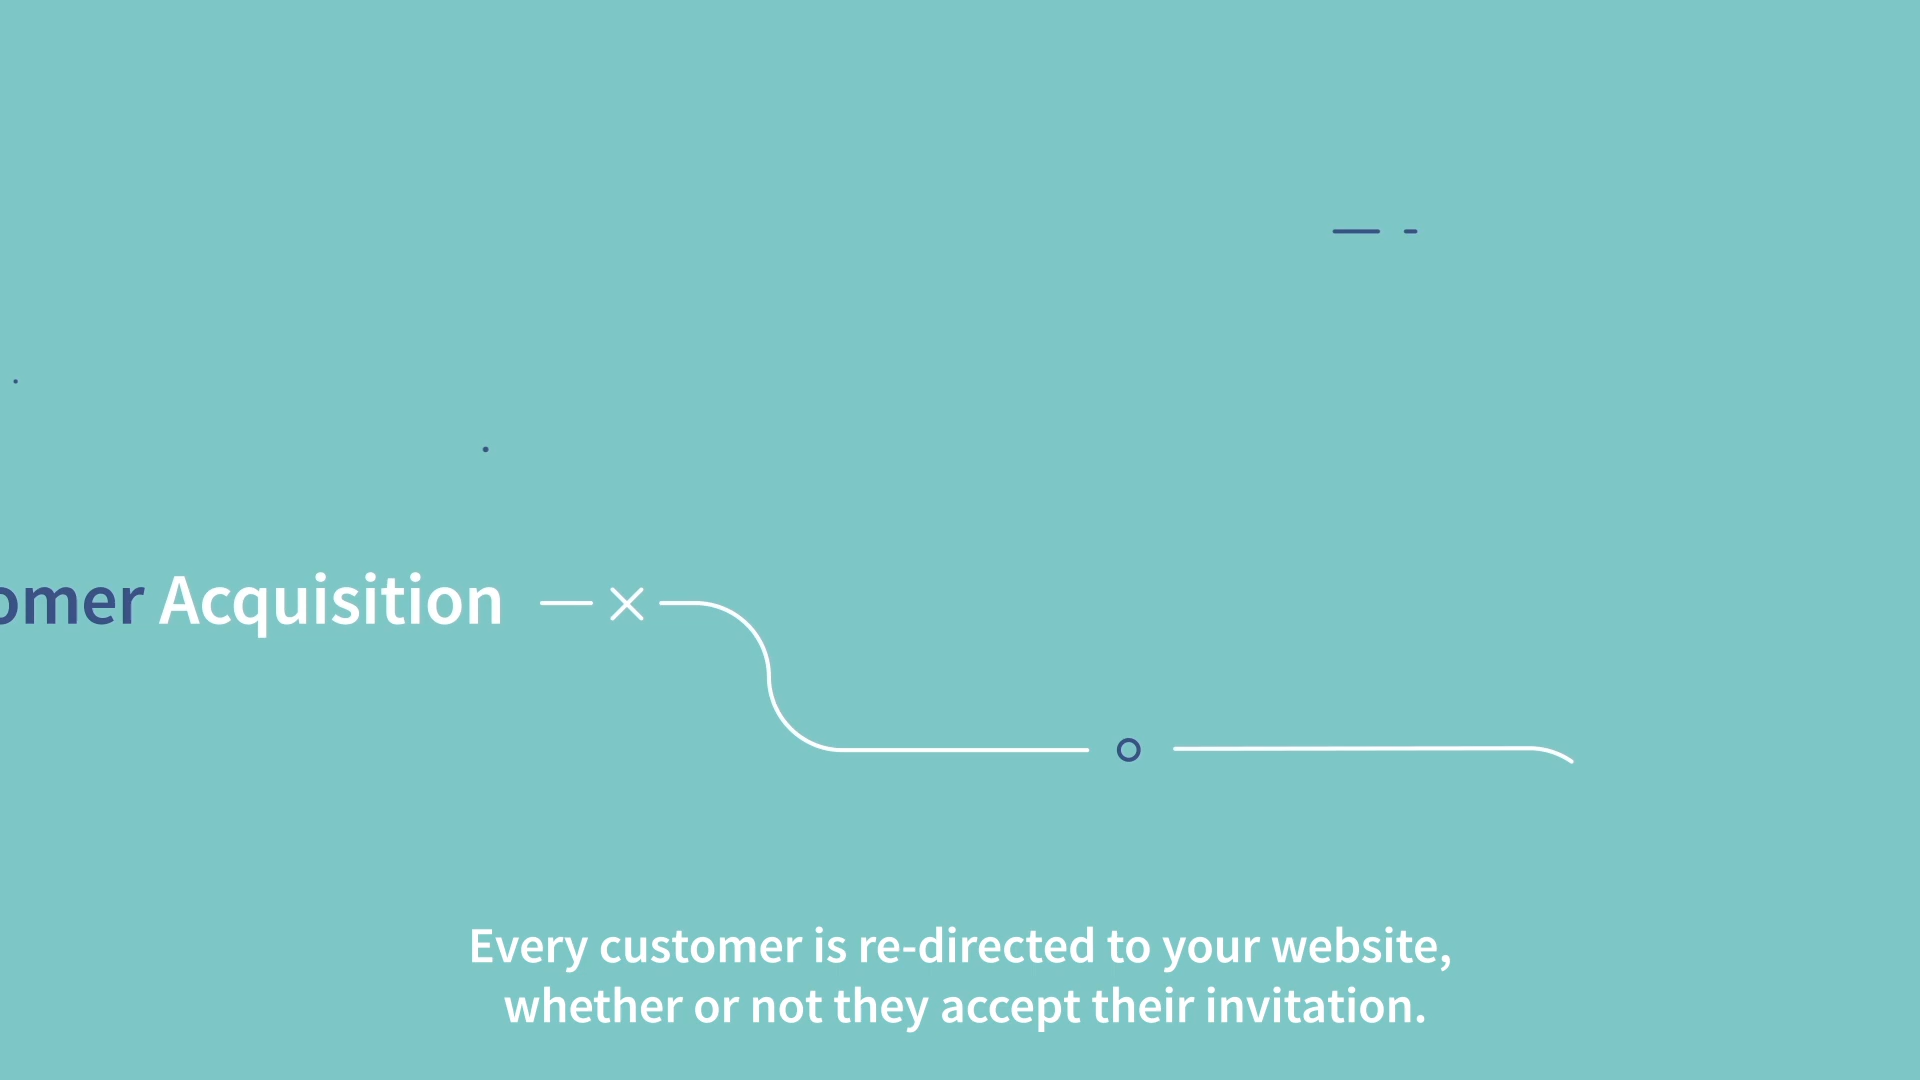 omer Acquisition
Every customer is re-directed to your website,
whether or not they accept their invitation.